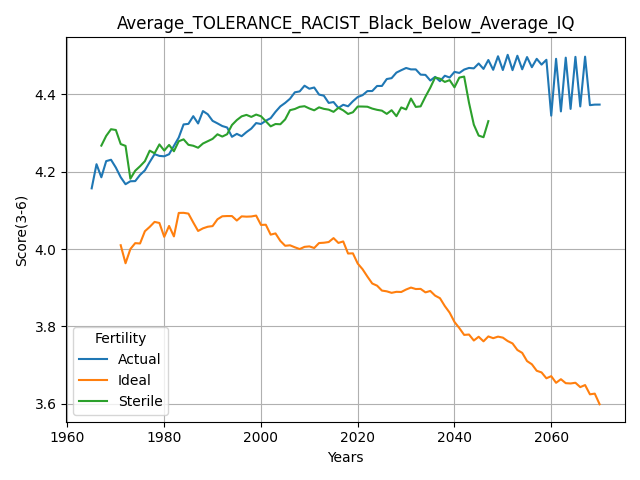 Average_TOLERANCE_RACIST_Black_Below_Average_IQ
Score(3-6)
4.4
4.2
4.0
3.8
3.6
Fertility
Actual
Ideal
Sterile
1960
1980
2000
2020
2040
2060
Years